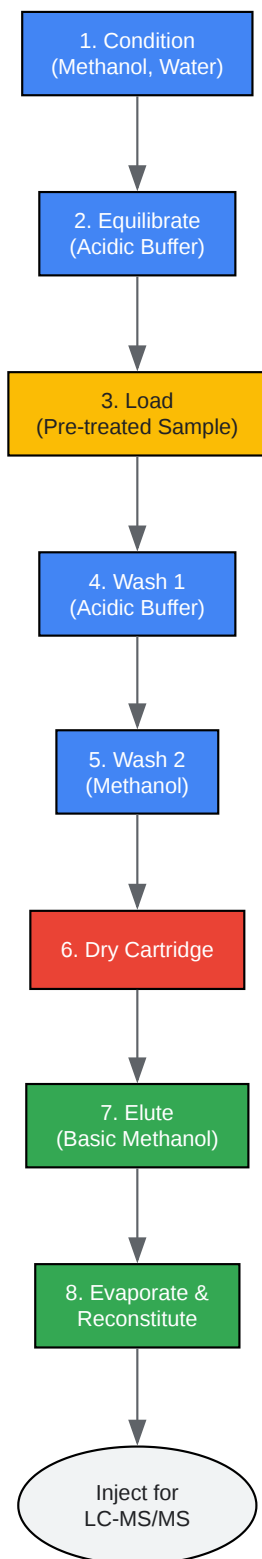 1. Condition
(Methanol, Water)
2. Equilibrate
(Acidic Buffer)
3. Load
(Pre-treated Sample)
4. Wash 1
(Acidic Buffer)
5. Wash 2
(Methanol)
6. Dry Cartridge
7. Elute
(Basic Methanol)
8. Evaporate &
Reconstitute
Inject for
LC-MS/MS